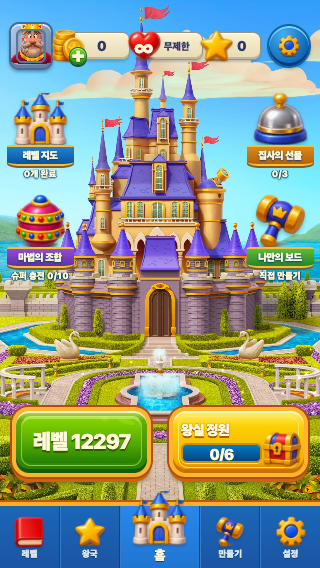 0
무제한
0
레벨 지도
0개 완료
집사의 선물
0/3
마법의 조합
슈퍼 충전 0/10
나만의 보드
직접 만들기
레벨 12297
왕실 정원
0/6
레벨
왕국
홈
만들기
설정